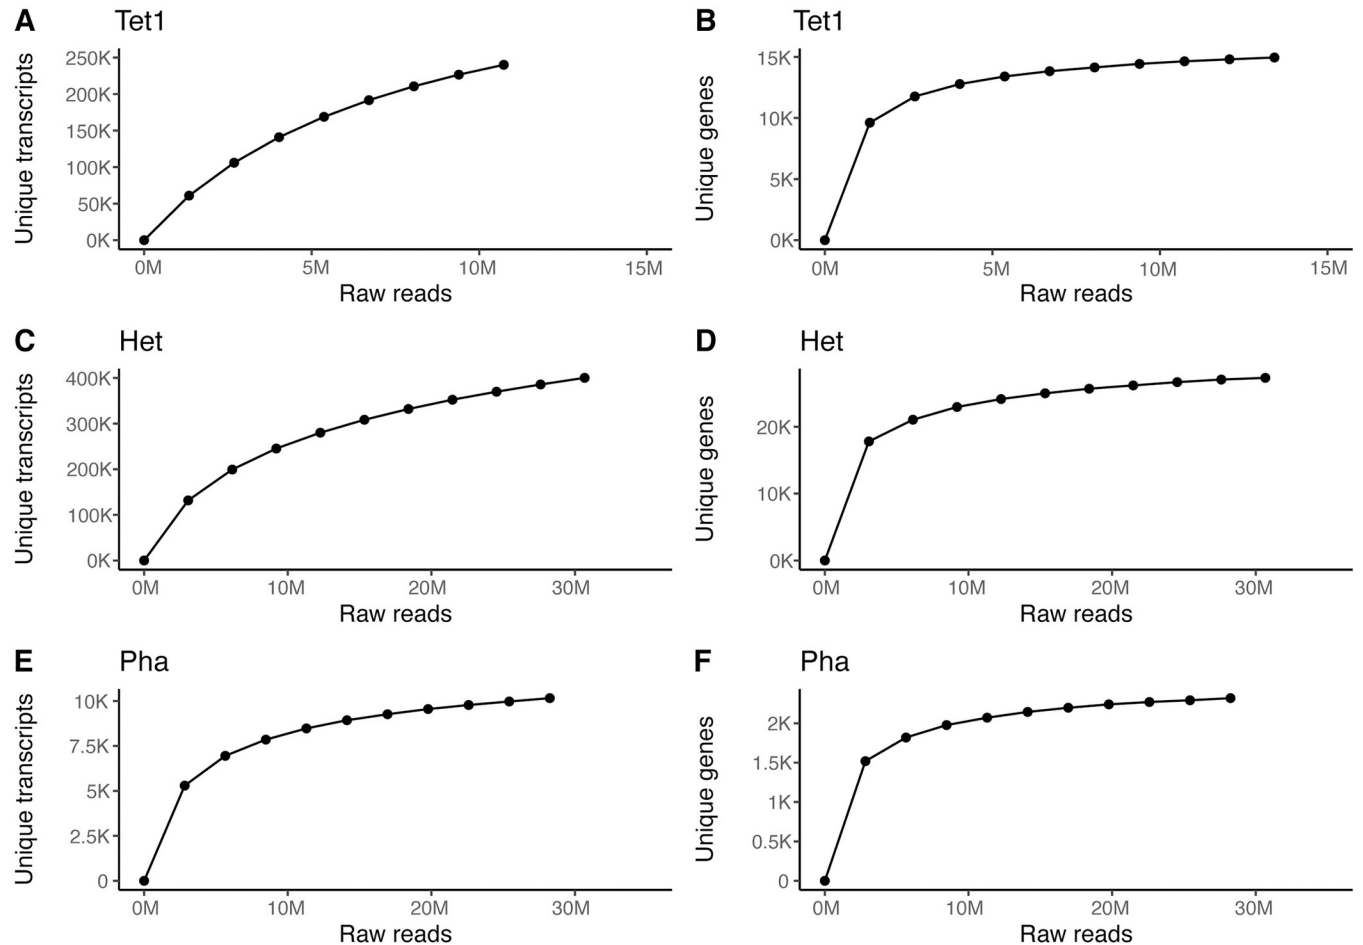 A Tet1
Unique transcripts
250K
200K
150K
100K
50K
0K
0M 5M 10M 15M
Raw reads
B Tet1
Unique genes
15K
10K
5K
0K
0M 5M 10M 15M
Raw reads
C Het
Unique transcripts
400K
300K
200K
100K
0K
0M 10M 20M 30M
Raw reads
D Het
Unique genes
20K
10K
0K
0M 10M 20M 30M
Raw reads
E Pha
Unique transcripts
10K
7.5K
5K
2.5K
0
0M 10M 20M 30M
Raw reads
F Pha
Unique genes
2K
1.5K
1K
0.5K
0
0M 10M 20M 30M
Raw reads